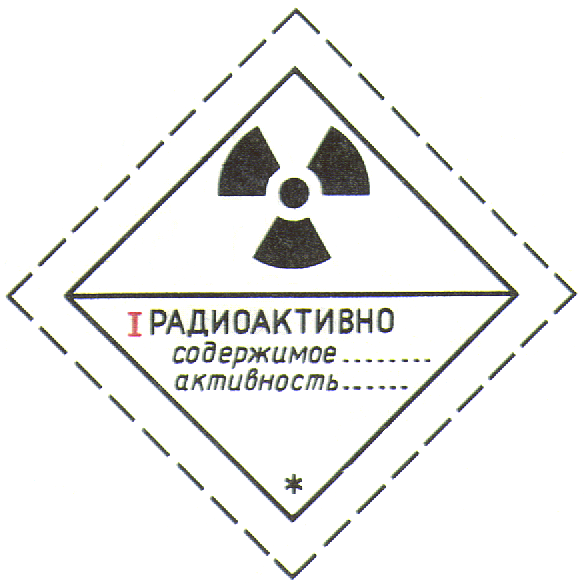 I РАДИОАКТИВНО
содержимое ........
активность ......
*